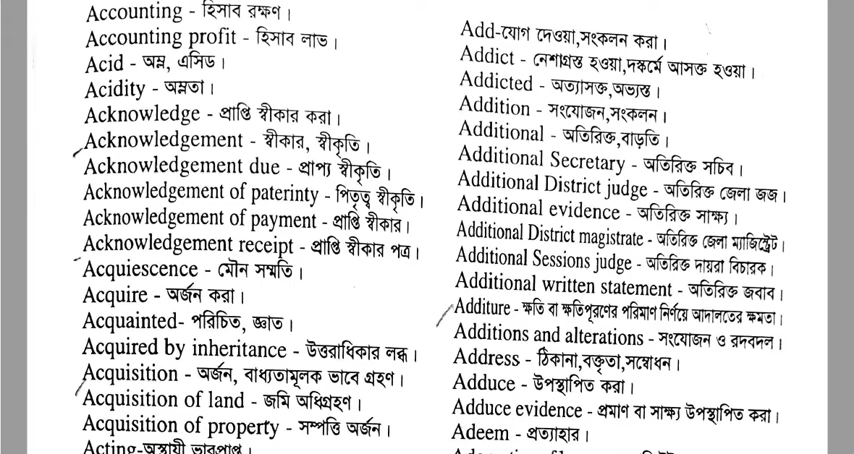 Accounting - হিসাব রক্ষণ।
Accounting profit - হিসাব লাভ।
Acid - অম্ল, এসিড।
Acidity - অম্লতা।
Acknowledge - প্রাপ্তি স্বীকার করা।
Acknowledgement - স্বীকার, স্বীকৃতি।
Acknowledgement due - প্রাপ্য স্বীকৃতি।
Acknowledgement of paterinty - পিতৃত্ব স্বীকৃতি।
Acknowledgement of payment - প্রাপ্তি স্বীকার।
Acknowledgement receipt - প্রাপ্তি স্বীকার পত্র।
Acquiescence - মৌন সম্মতি।
Acquire - অর্জন করা।
Acquainted- পরিচিত, জ্ঞাত।
Acquired by inheritance - উত্তরাধিকার লব্ধ।
Acquisition - অর্জন, বাধ্যতামূলক ভাবে গ্রহণ।
Acquisition of land - জমি অধিগ্রহণ।
Acquisition of property - সম্পত্তি অর্জন।
Acting-অস্থায়ী ভারপ্রাপ্ত।
Add-যোগ দেওয়া,সংকলন করা।
Addict - নেশাগ্রস্ত হওয়া,দস্কর্মে আসক্ত হওয়া।
Addicted - অত্যাসক্ত,অভ্যস্ত।
Addition - সংযোজন,সংকলন।
Additional - অতিরিক্ত,বাড়তি।
Additional Secretary - অতিরিক্ত সচিব।
Additional District judge - অতিরিক্ত জেলা জজ।
Additional evidence - অতিরিক্ত সাক্ষ্য।
Additional District magistrate - অতিরিক্ত জেলা ম্যাজিস্ট্রেট।
Additional Sessions judge - অতিরিক্ত দায়রা বিচারক।
Additional written statement - অতিরিক্ত জবাব।
Additure - ক্ষতি বা ক্ষতিপূরণের পরিমাণ নির্ণয়ে আদালতের ক্ষমতা।
Additions and alterations - সংযোজন ও রদবদল।
Address - ঠিকানা,বক্তৃতা,সম্বোধন।
Adduce - উপস্থাপিত করা।
Adduce evidence - প্রমাণ বা সাক্ষ্য উপস্থাপিত করা।
Adeem - প্রত্যাহার।